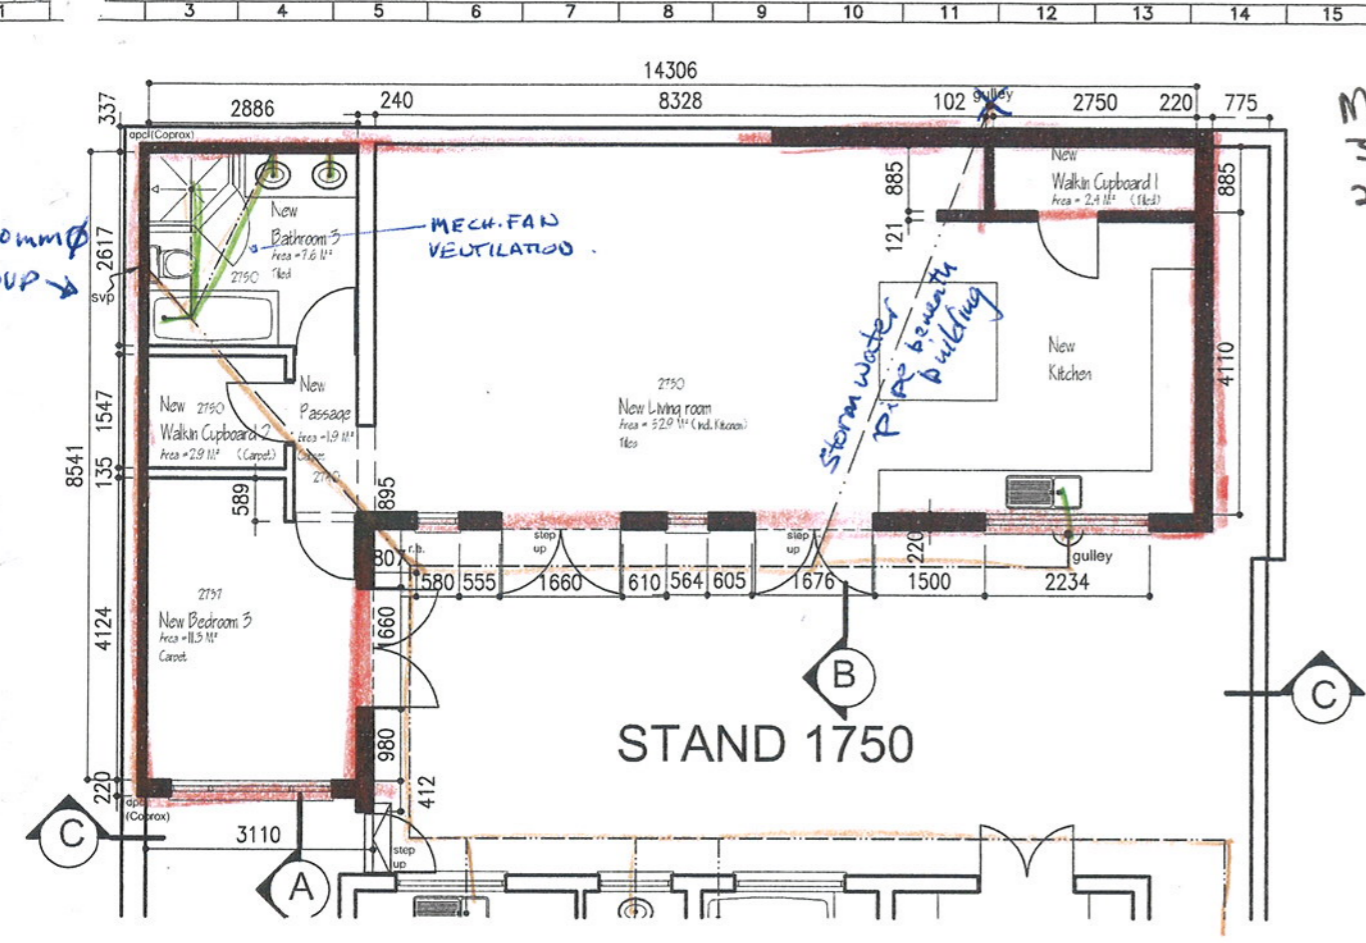 3 4 5 6 7 8 9 10 11 12 13 14 15
14306
337 2886 240 8328 102 gulley 2750 220 775
(Coprox)
New
Bathroom 3
Area = 7.6 M²
Tiled
2750
MECH. FAN
VENTILATION
svp
2617
885
121
New
Walkin Cupboard 1
Area = 2.4 M² (Tiled)
885
Storm water
pipe beneath
building
New
Kitchen
4110
8541
1547
135
New 2750
Walkin Cupboard 2
Area = 2.9 M² (Carpet)
New
Passage
Area = 1.9 M²
Carpet
2750
New Living room
Area = 52.9 M² (incl. Kitchen)
Tiles
589
895
step
up
step
up
220
gulley
807
580 555 1660 610 564 605 1676 1500 2234
4124
2737
New Bedroom 3
Area = 11.3 M²
Carpet
1660
B
C
STAND 1750
980
412
220
(Coprox)
C
3110
step
up
A